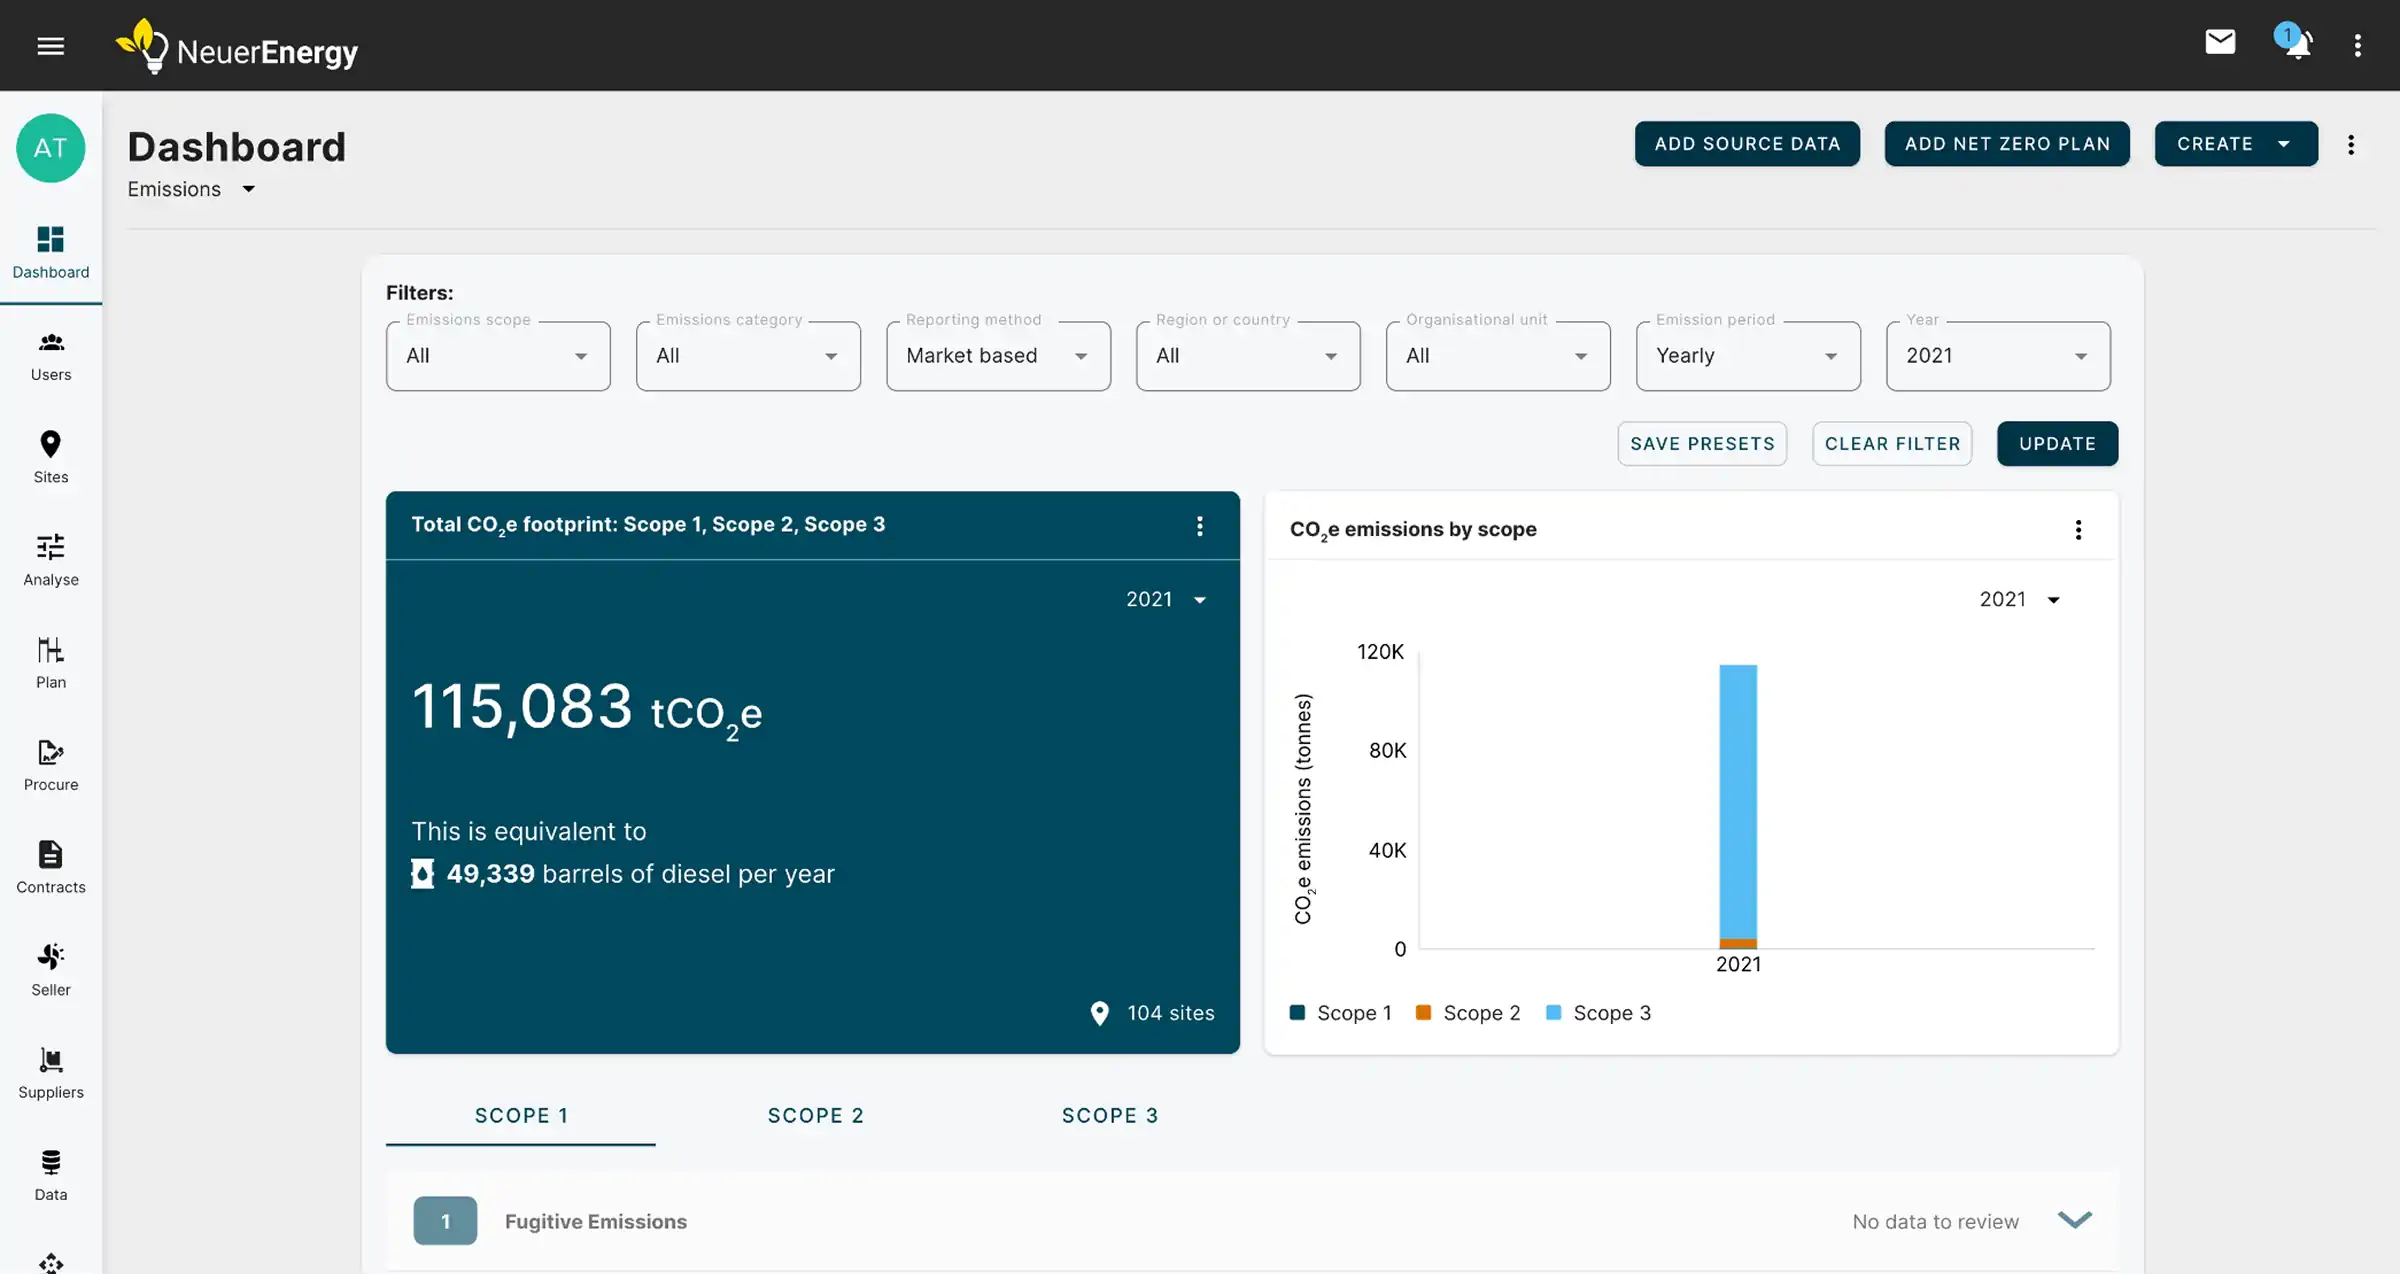 NeuerEnergy
1
AT
Dashboard
Emissions
ADD SOURCE DATA
ADD NET ZERO PLAN
CREATE
Dashboard
Users
Sites
Analyse
Plan
Procure
Contracts
Seller
Suppliers
Data
Filters:
Emissions scope
All
Emissions category
All
Reporting method
Market based
Region or country
All
Organisational unit
All
Emission period
Yearly
Year
2021
SAVE PRESETS
CLEAR FILTER
UPDATE
Total CO₂e footprint: Scope 1, Scope 2, Scope 3
2021
115,083 tCO₂e
This is equivalent to
49,339 barrels of diesel per year
104 sites
CO₂e emissions by scope
2021
CO₂e emissions (tonnes)
120K
80K
40K
0
2021
Scope 1
Scope 2
Scope 3
SCOPE 1
SCOPE 2
SCOPE 3
1
Fugitive Emissions
No data to review